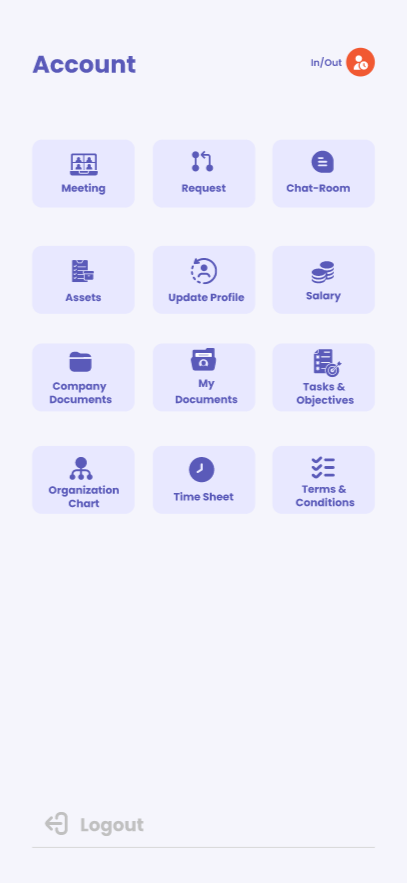 Account
In/Out
Meeting
Request
Chat-Room
Assets
Update Profile
Salary
Company
Documents
My
Documents
Tasks &
Objectives
Organization
Chart
Time Sheet
Terms &
Conditions
Logout